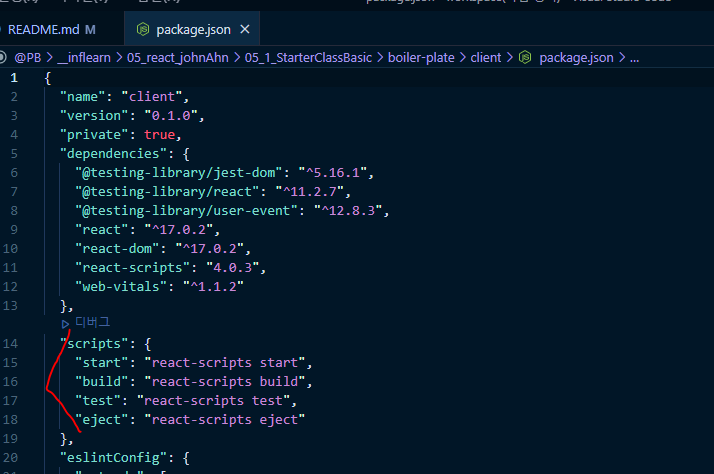 README.md M package.json
@PB > __inflearn > 05_react_johnAhn > 05_1_StarterClassBasic > boiler-plate > client > package.json > ...
1 {
2 "name": "client",
3 "version": "0.1.0",
4 "private": true,
5 "dependencies": {
6 "@testing-library/jest-dom": "^5.16.1",
7 "@testing-library/react": "^11.2.7",
8 "@testing-library/user-event": "^12.8.3",
9 "react": "^17.0.2",
10 "react-dom": "^17.0.2",
11 "react-scripts": "4.0.3",
12 "web-vitals": "^1.1.2"
13 },
디버그
14 "scripts": {
15 "start": "react-scripts start",
16 "build": "react-scripts build",
17 "test": "react-scripts test",
18 "eject": "react-scripts eject"
19 },
20 "eslintConfig": {